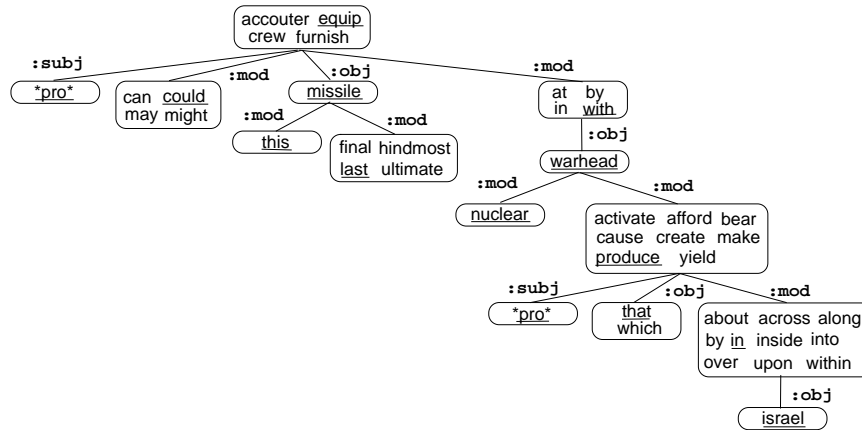 accouter equip
crew furnish
:subj
:mod
:obj
:mod
*pro*
can could
may might
missile
at by
in with
:mod
:mod
:obj
this
final hindmost
last ultimate
warhead
:mod
:mod
nuclear
activate afford bear
cause create make
produce yield
:subj
:obj
:mod
*pro*
that
which
about across along
by in inside into
over upon within
:obj
israel